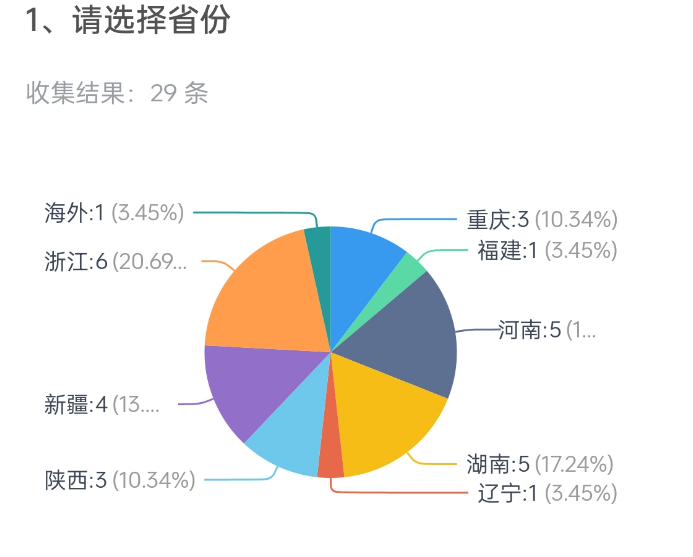 1、请选择省份
收集结果：29 条
海外:1 (3.45%)
重庆:3 (10.34%)
福建:1 (3.45%)
浙江:6 (20.69...
河南:5 (1...
新疆:4 (13....
湖南:5 (17.24%)
陕西:3 (10.34%)
辽宁:1 (3.45%)